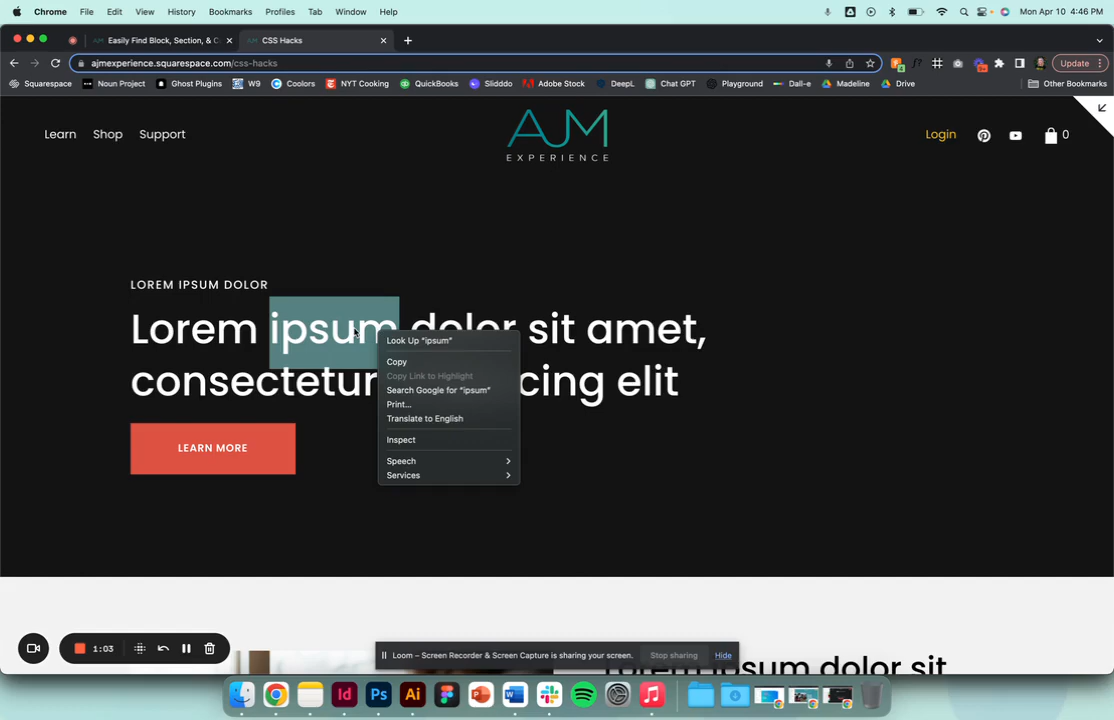 Chrome File Edit View History Bookmarks Profiles Tab Window Help Mon Apr 10 4:46 PM
Easily Find Block, Section, & C CSS Hacks
ajmexperience.squarespace.com/css-hacks Update
Squarespace Noun Project Ghost Plugins W9 Coolors NYT Cooking QuickBooks Slidddo Adobe Stock DeepL Chat GPT Playground Dall-e Madeline Drive Other Bookmarks
Learn Shop Support AJM Login 0
EXPERIENCE
LOREM IPSUM DOLOR
Lorem ipsum dolor sit amet,
consectetur cing elit
LEARN MORE
Look Up "ipsum"
Copy
Copy Link to Highlight
Search Google for "ipsum"
Print...
Translate to English
Inspect
Speech
Services
1:03
Loom – Screen Recorder & Screen Capture is sharing your screen. Stop sharing Hide
Lorem ipsum dolor sit
Id Ps Ai P W